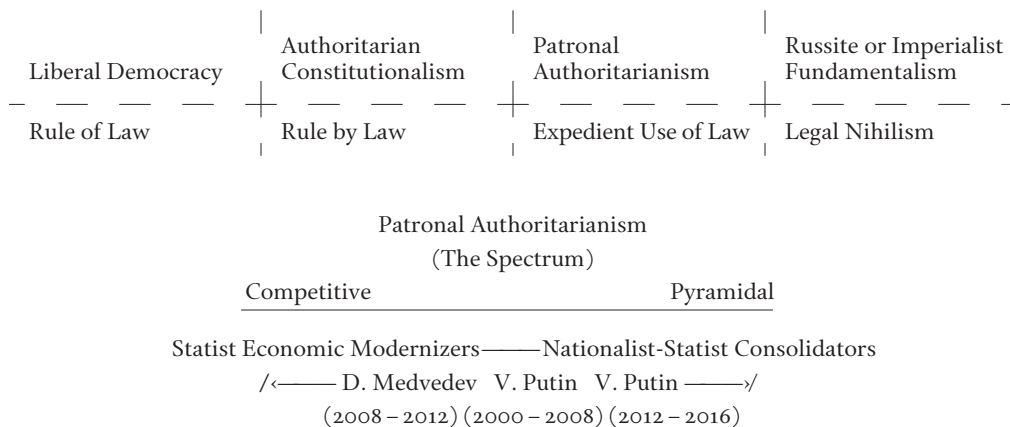 Liberal Democracy
Authoritarian
Constitutionalism
Patronal
Authoritarianism
Russite or Imperialist
Fundamentalism
Rule of Law
Rule by Law
Expedient Use of Law
Legal Nihilism
Patronal Authoritarianism
(The Spectrum)
Competitive Pyramidal
Statist Economic Modernizers——Nationalist-Statist Consolidators
/‹—— D. Medvedev V. Putin V. Putin ——›/
(2008 – 2012) (2000 – 2008) (2012 – 2016)